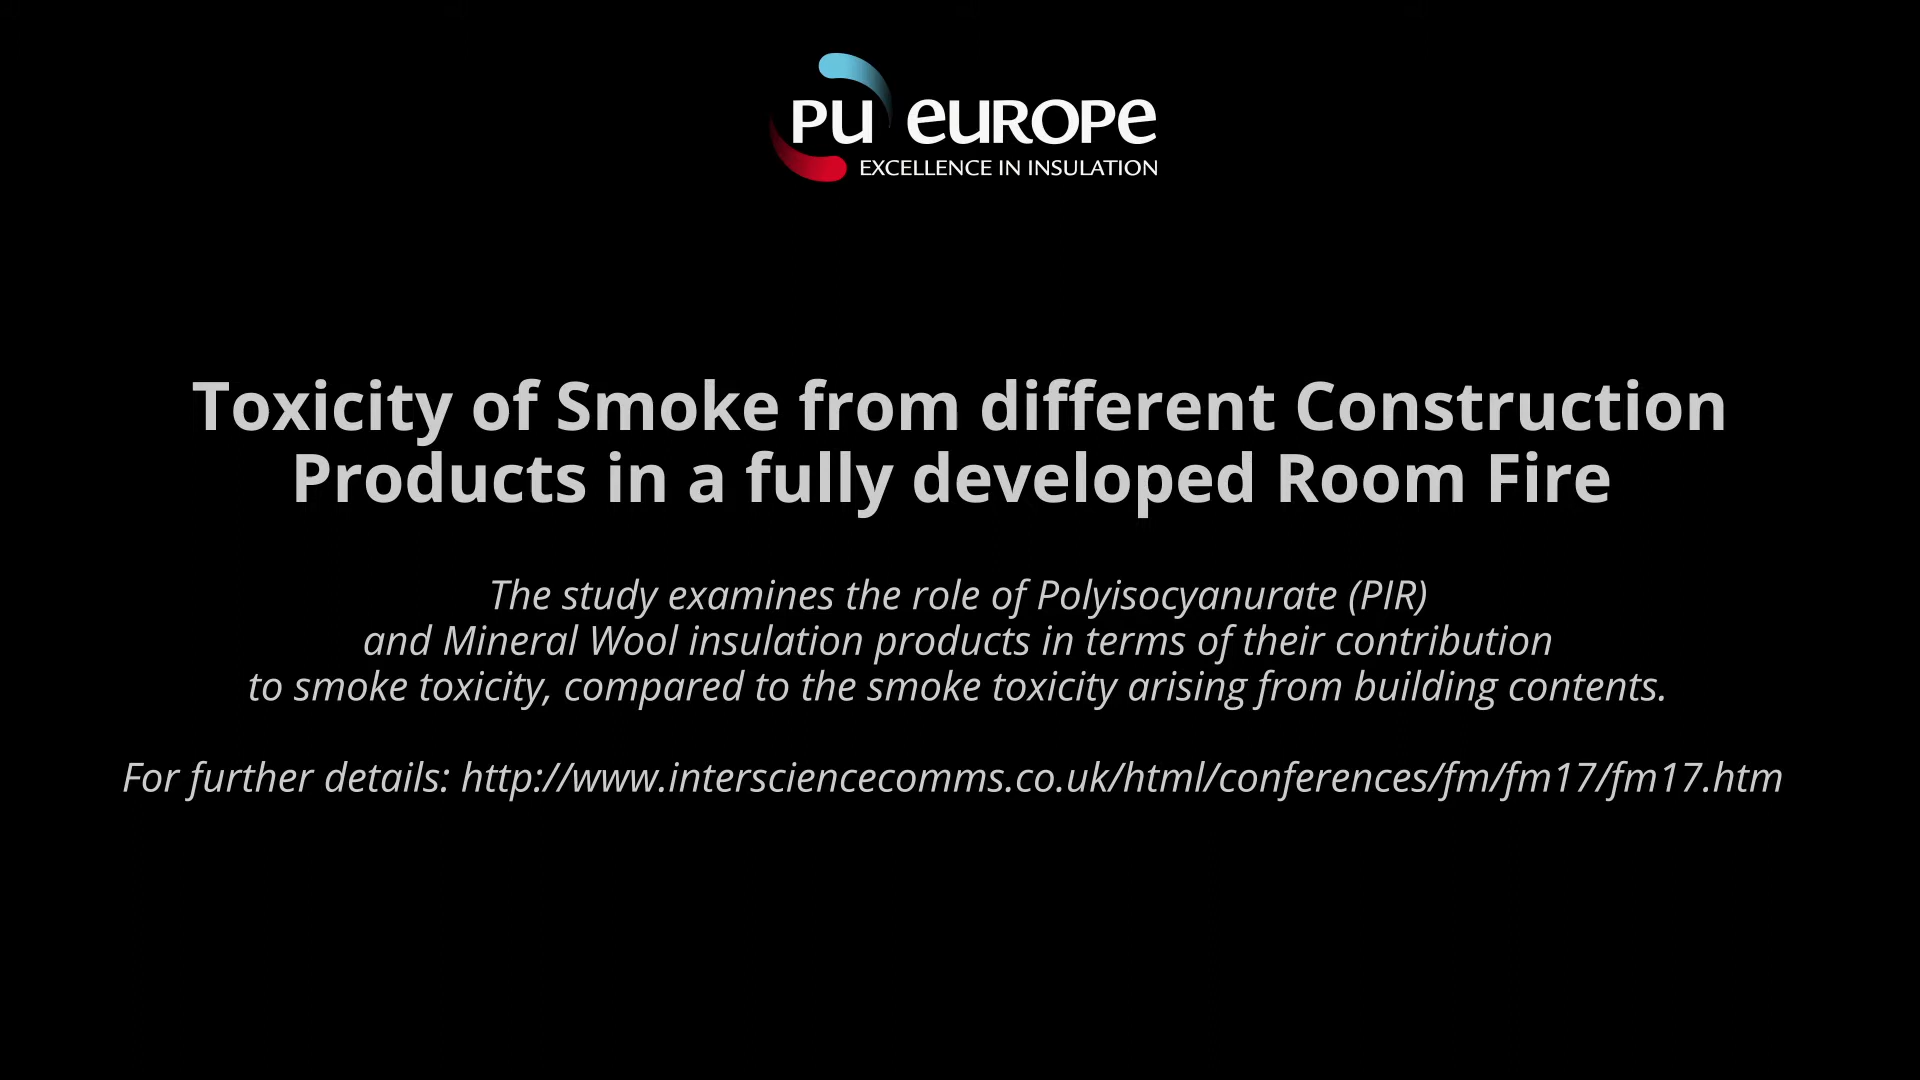 PU EUROPE
EXCELLENCE IN INSULATION
Toxicity of Smoke from different Construction
Products in a fully developed Room Fire
The study examines the role of Polyisocyanurate (PIR)
and Mineral Wool insulation products in terms of their contribution
to smoke toxicity, compared to the smoke toxicity arising from building contents.
For further details: http://www.intersciencecomms.co.uk/html/conferences/fm/fm17/fm17.htm